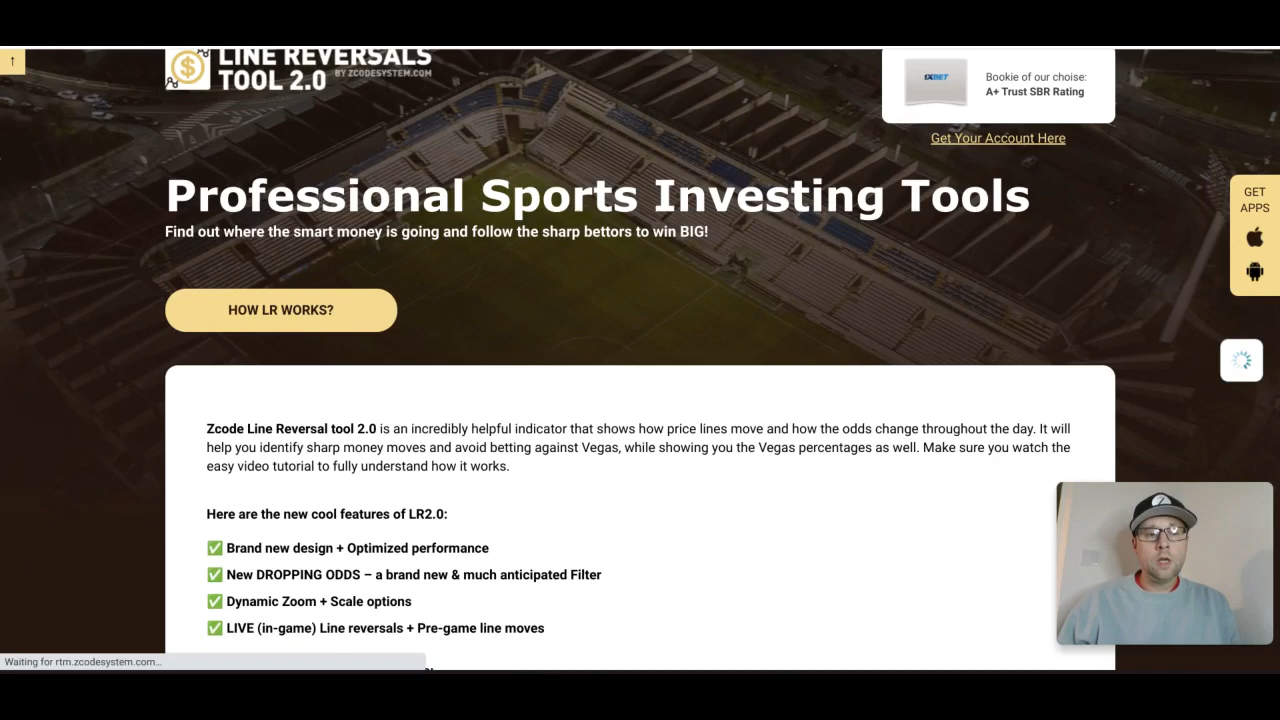 ↑
LINE REVERSALS
TOOL 2.0 BY ZCODESYSTEM.COM
1XBET
Bookie of our choise:
A+ Trust SBR Rating
Get Your Account Here
Professional Sports Investing Tools
Find out where the smart money is going and follow the sharp bettors to win BIG!
GET
APPS
HOW LR WORKS?
Zcode Line Reversal tool 2.0 is an incredibly helpful indicator that shows how price lines move and how the odds change throughout the day. It will
help you identify sharp money moves and avoid betting against Vegas, while showing you the Vegas percentages as well. Make sure you watch the
easy video tutorial to fully understand how it works.
Here are the new cool features of LR2.0:
✅ Brand new design + Optimized performance
✅ New DROPPING ODDS – a brand new & much anticipated Filter
✅ Dynamic Zoom + Scale options
✅ LIVE (in-game) Line reversals + Pre-game line moves
Waiting for rtm.zcodesystem.com...